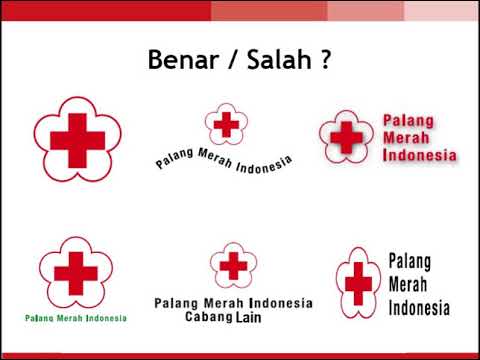 Benar / Salah ?
Palang Merah Indonesia
Palang
Merah
Indonesia
Palang Merah Indonesia
Palang Merah Indonesia
Cabang Lain
Palang
Merah
Indonesia